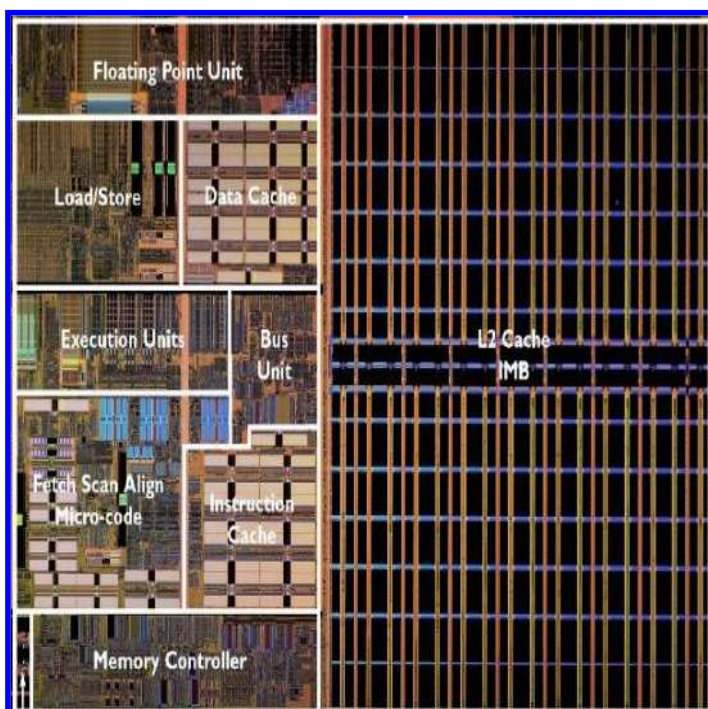 Floating Point Unit
Load/Store
Data Cache
Execution Units
Bus
Unit
L2 Cache
1MB
Fetch Scan Align
Micro-code
Instruction
Cache
Memory Controller